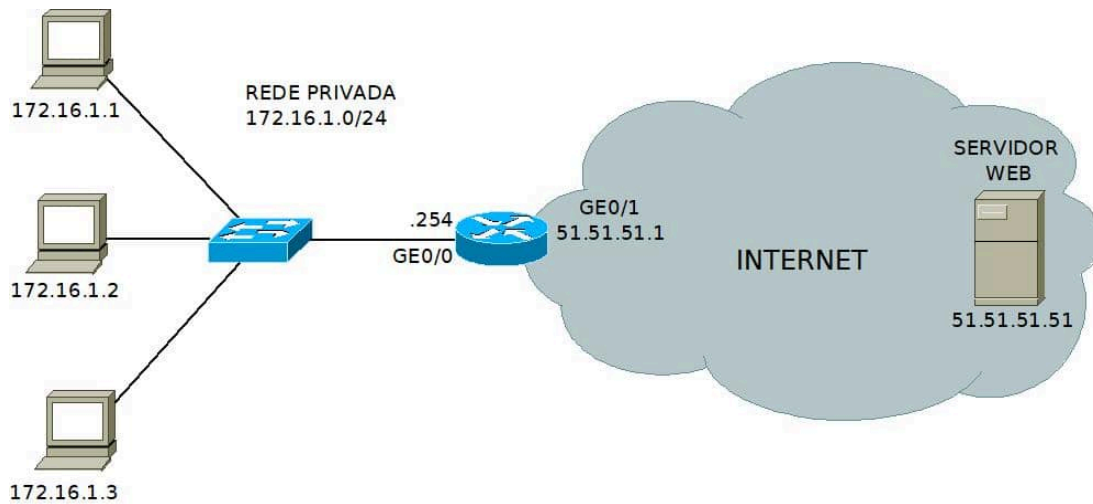 172.16.1.1
REDE PRIVADA
172.16.1.0/24
172.16.1.2
172.16.1.3
.254
GE0/0
GE0/1
51.51.51.1
INTERNET
SERVIDOR
WEB
51.51.51.51